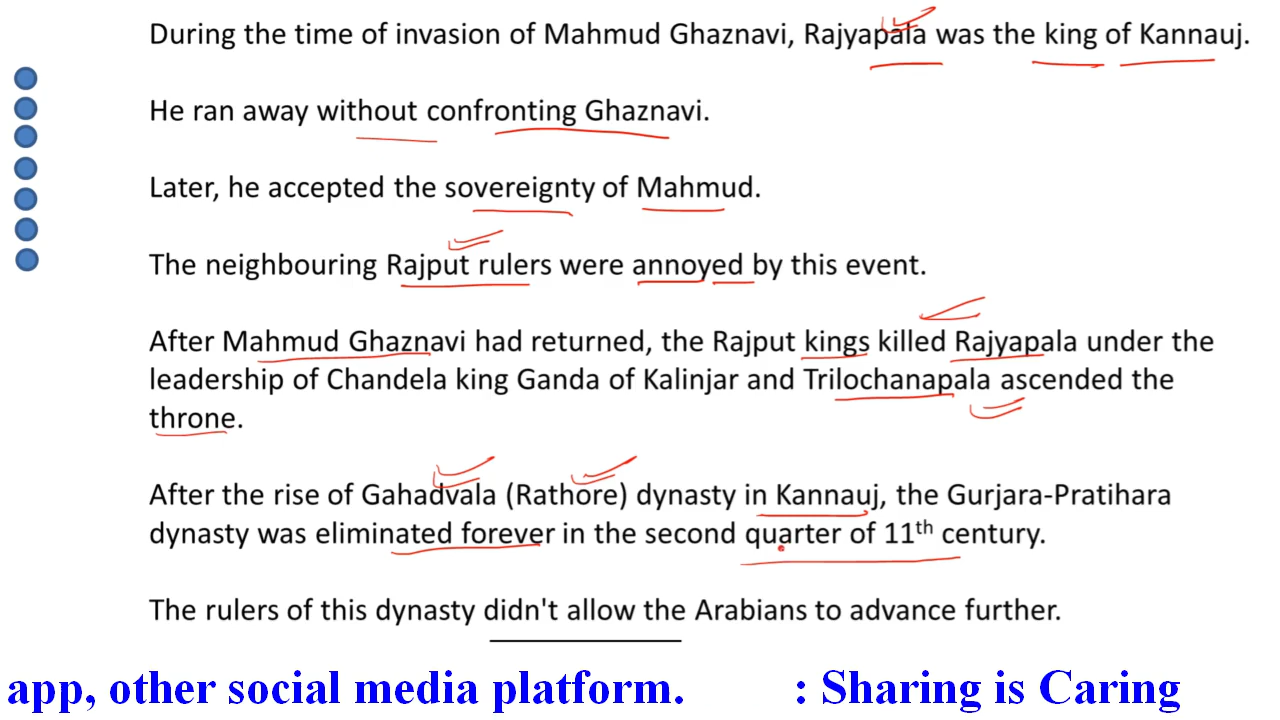 During the time of invasion of Mahmud Ghaznavi, Rajyapala was the king of Kannauj.
He ran away without confronting Ghaznavi.
Later, he accepted the sovereignty of Mahmud.
The neighbouring Rajput rulers were annoyed by this event.
After Mahmud Ghaznavi had returned, the Rajput kings killed Rajyapala under the
leadership of Chandela king Ganda of Kalinjar and Trilochanapala ascended the
throne.
After the rise of Gahadvala (Rathore) dynasty in Kannauj, the Gurjara-Pratihara
dynasty was eliminated forever in the second quarter of 11th century.
The rulers of this dynasty didn't allow the Arabians to advance further.
app, other social media platform. : Sharing is Caring